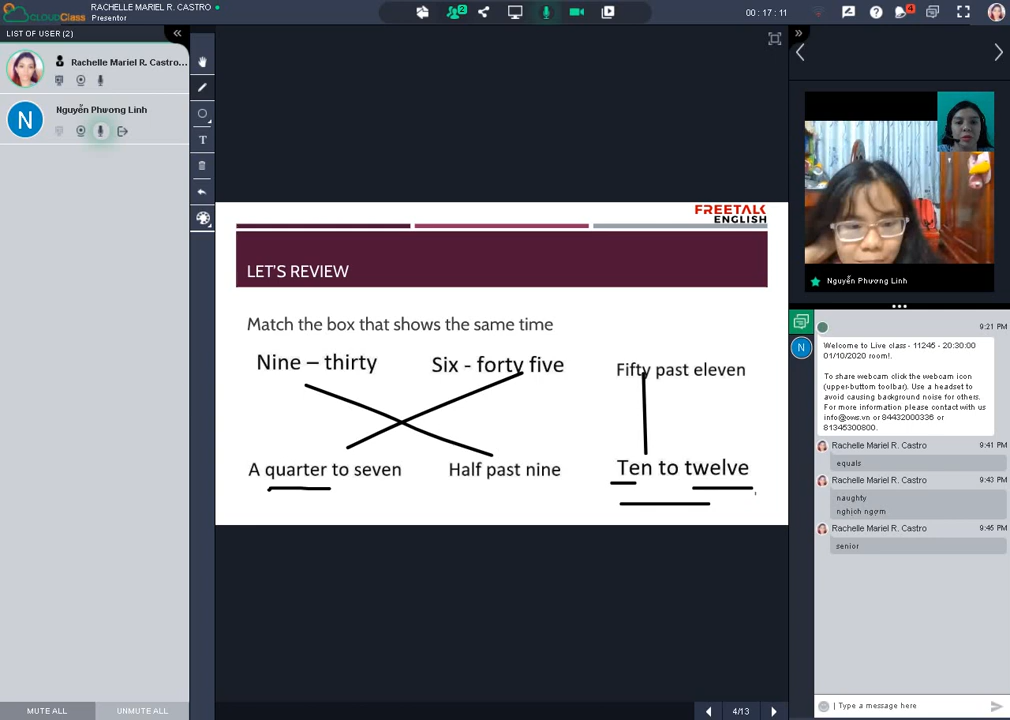 CLOUDCLASS
RACHELLE MARIEL R. CASTRO
Presentor
2
00 : 17 : 11
4
LIST OF USER (2)
Rachelle Mariel R. Castro...
N
Nguyễn Phương Linh
T
FREETALK
ENGLISH
LET'S REVIEW
Match the box that shows the same time
Nine – thirty
Six - forty five
Fifty past eleven
A quarter to seven
Half past nine
Ten to twelve
Nguyễn Phương Linh
9:21 PM
N
Welcome to Live class - 11245 - 20:30:00
01/10/2020 room!.
To share webcam click the webcam icon
(upper-buttom toolbar). Use a headset to
avoid causing background noise for others.
For more information please contact with us
info@ows.vn or 84432000336 or
81345300800.
Rachelle Mariel R. Castro
9:41 PM
equals
Rachelle Mariel R. Castro
9:43 PM
naughty
nghịch ngợm
Rachelle Mariel R. Castro
9:45 PM
senior
MUTE ALL
UNMUTE ALL
4/13
Type a message here